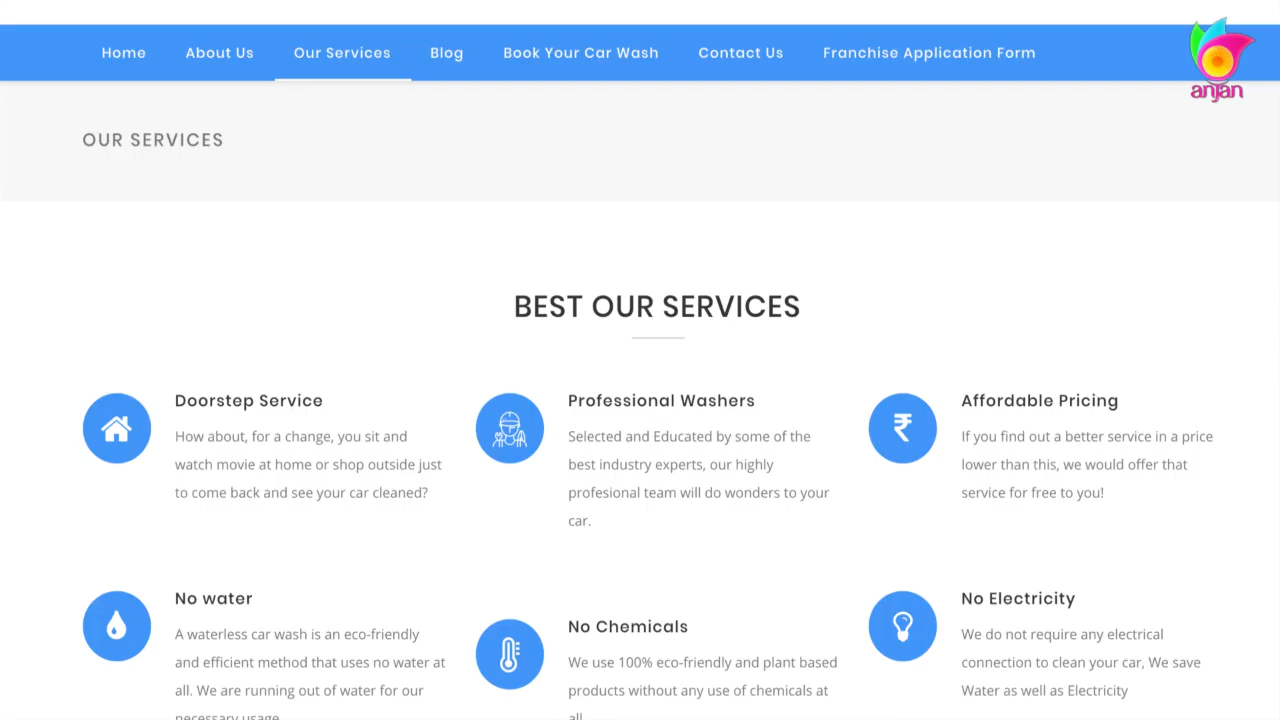 Home About Us Our Services Blog Book Your Car Wash Contact Us Franchise Application Form
anjan
OUR SERVICES
BEST OUR SERVICES
Doorstep Service
How about, for a change, you sit and
watch movie at home or shop outside just
to come back and see your car cleaned?
Professional Washers
Selected and Educated by some of the
best industry experts, our highly
profesional team will do wonders to your
car.
Affordable Pricing
If you find out a better service in a price
lower than this, we would offer that
service for free to you!
No water
A waterless car wash is an eco-friendly
and efficient method that uses no water at
all. We are running out of water for our
necessary usage
No Chemicals
We use 100% eco-friendly and plant based
products without any use of chemicals at
all
No Electricity
We do not require any electrical
connection to clean your car, We save
Water as well as Electricity